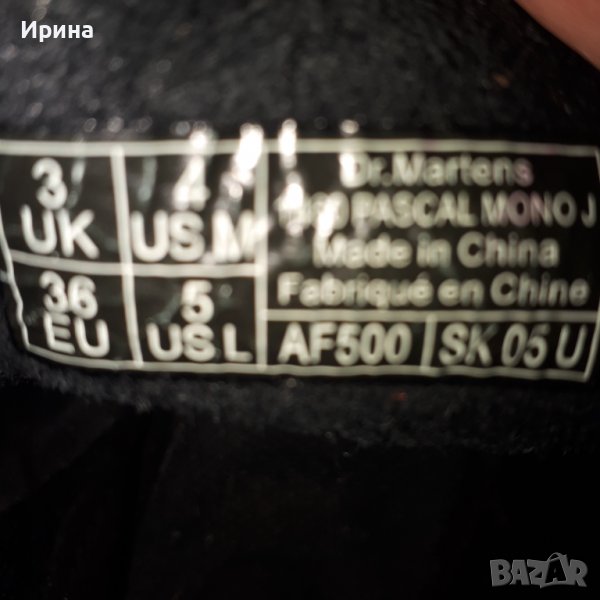 Ирина
3
UK
4
US M
Dr.Martens
PASCAL MONO J
Made in China
Fabriqué en Chine
36
EU
5
US L
AF500
SK 05 U
BAZAR